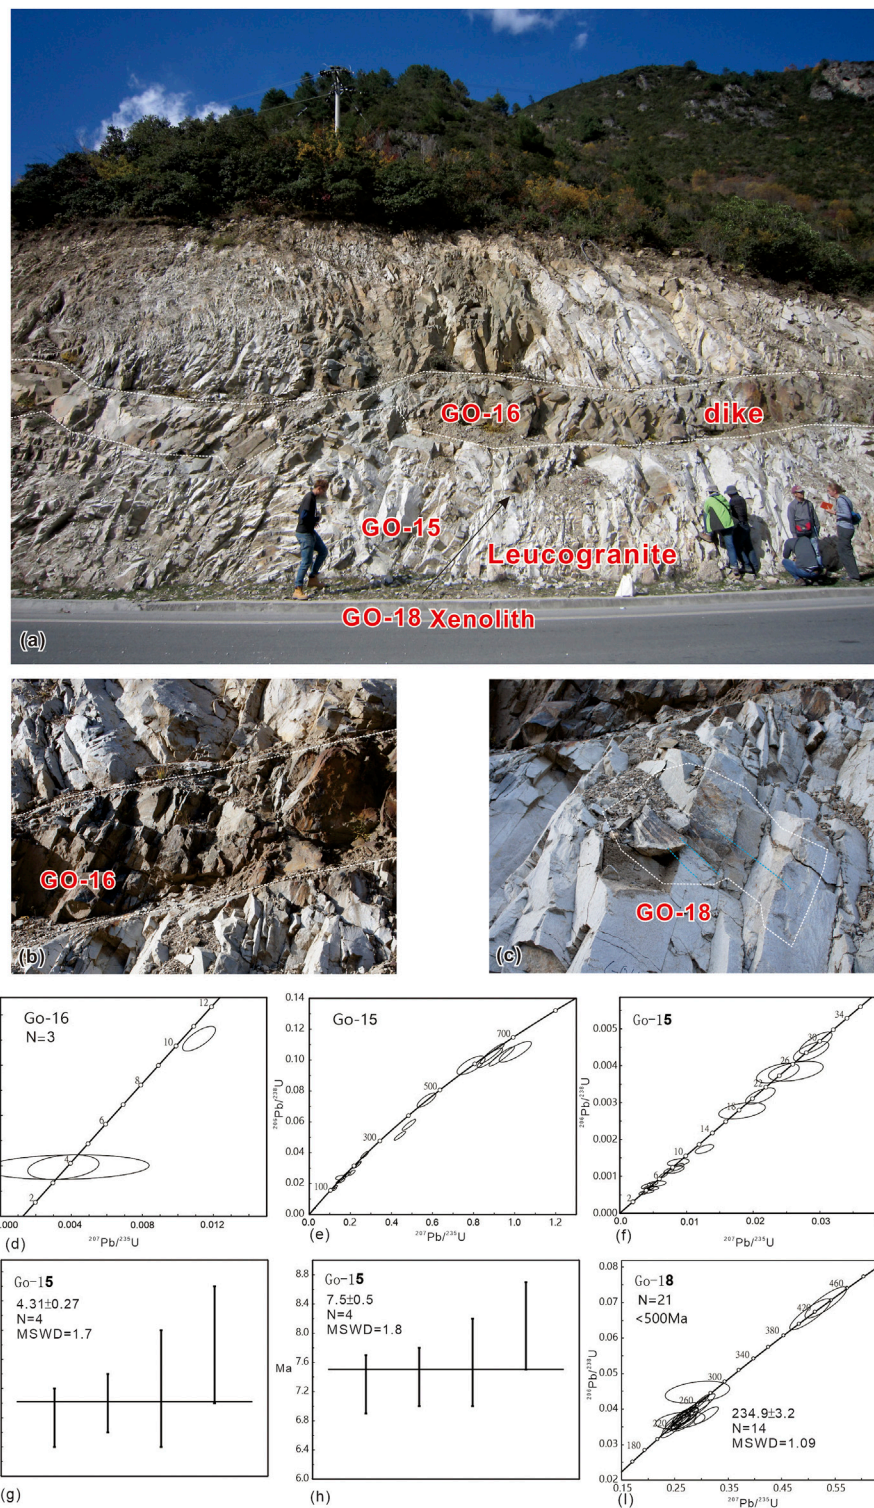 GO-16
dike
GO-15
Leucogranite
GO-18 Xenolith
(a)
GO-16
(b)
GO-18
(c)
Go-16
N=3
12
10
8
6
4
2
0.000
0.004
0.008
0.012
²⁰⁷Pb/²³⁵U
(d)
Go-15
0.14
0.12
0.10
0.08
0.06
0.04
0.02
0.00
²⁰⁶Pb/²³⁸U
700
500
300
100
0.0
0.2
0.4
0.6
0.8
1.0
1.2
²⁰⁷Pb/²³⁵U
(e)
Go-15
0.005
0.004
0.003
0.002
0.001
0.000
²⁰⁶Pb/²³⁸U
34
30
26
22
18
14
10
6
2
0.00
0.01
0.02
0.03
²⁰⁷Pb/²³⁵U
(f)
Go-15
4.31±0.27
N=4
MSWD=1.7
(g)
Go-15
7.5±0.5
N=4
MSWD=1.8
8.8
8.4
8.0
7.6
7.2
6.8
6.4
6.0
Ma
(h)
Go-18
N=21
<500Ma
0.08
0.07
0.06
0.05
0.04
0.03
0.02
²⁰⁶Pb/²³⁸U
460
420
380
340
300
260
220
180
234.9±3.2
N=14
MSWD=1.09
0.15
0.25
0.35
0.45
0.55
²⁰⁷Pb/²³⁵U
(I)